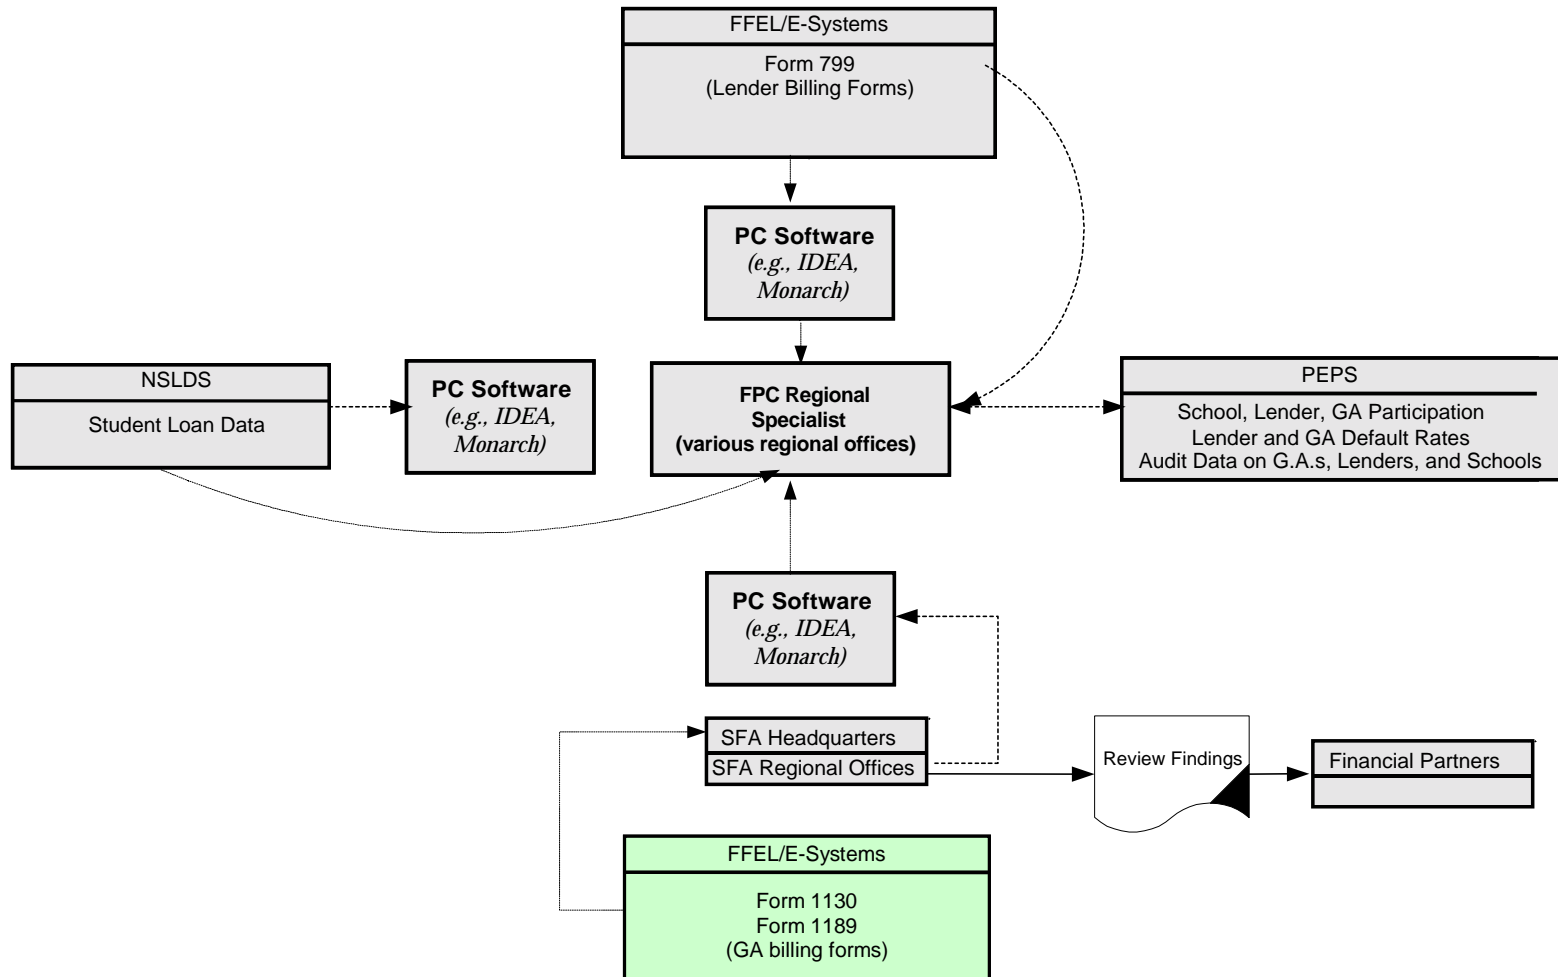 FFEL/E-Systems
Form 799
(Lender Billing Forms)
PC Software
(e.g., IDEA,
Monarch)
NSLDS
Student Loan Data
PC Software
(e.g., IDEA,
Monarch)
FPC Regional
Specialist
(various regional offices)
PEPS
School, Lender, GA Participation
Lender and GA Default Rates
Audit Data on G.A.s, Lenders, and Schools
PC Software
(e.g., IDEA,
Monarch)
SFA Headquarters
SFA Regional Offices
Review Findings
Financial Partners
FFEL/E-Systems
Form 1130
Form 1189
(GA billing forms)